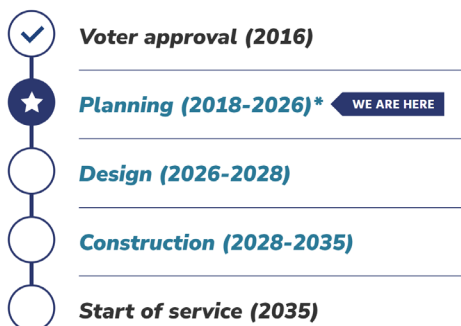 Voter approval (2016)
Planning (2018-2026)* WE ARE HERE
Design (2026-2028)
Construction (2028-2035)
Start of service (2035)